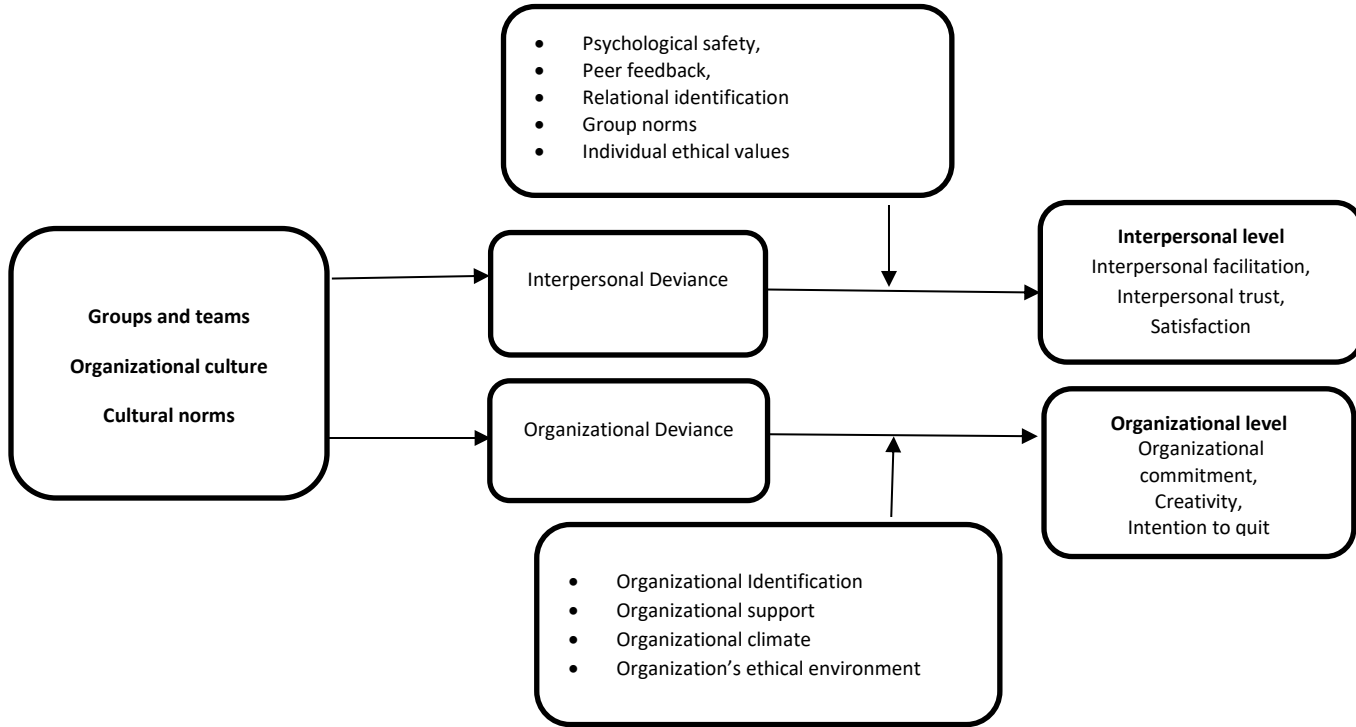 • Psychological safety,
• Peer feedback,
• Relational identification
• Group norms
• Individual ethical values
Groups and teams
Organizational culture
Cultural norms
Interpersonal Deviance
Interpersonal level
Interpersonal facilitation,
Interpersonal trust,
Satisfaction
Organizational Deviance
Organizational level
Organizational
commitment,
Creativity,
Intention to quit
• Organizational Identification
• Organizational support
• Organizational climate
• Organization’s ethical environment